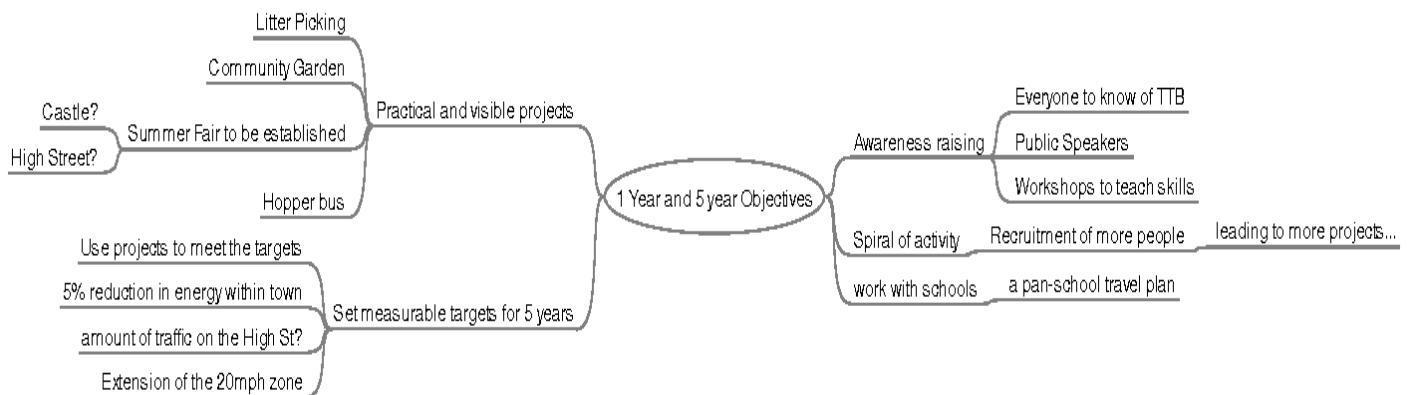 Litter Picking
Community Garden
Castle?
Summer Fair to be established
High Street?
Hopper bus
Practical and visible projects
Use projects to meet the targets
5% reduction in energy within town
amount of traffic on the High St?
Extension of the 20mph zone
Set measurable targets for 5 years
1 Year and 5 year Objectives
Awareness raising
Everyone to know of TTB
Public Speakers
Workshops to teach skills
Spiral of activity
Recruitment of more people
leading to more projects...
work with schools
a pan-school travel plan